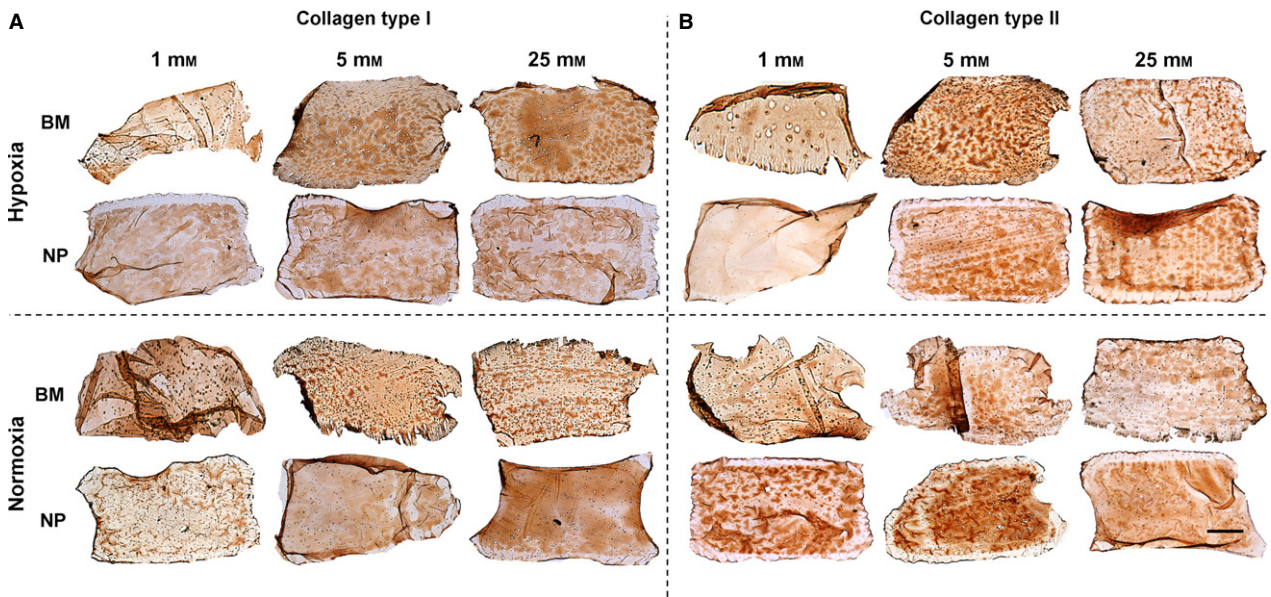 A
Collagen type I
B
Collagen type II
1 mM
5 mM
25 mM
1 mM
5 mM
25 mM
Hypoxia
BM
NP
Normoxia
BM
NP